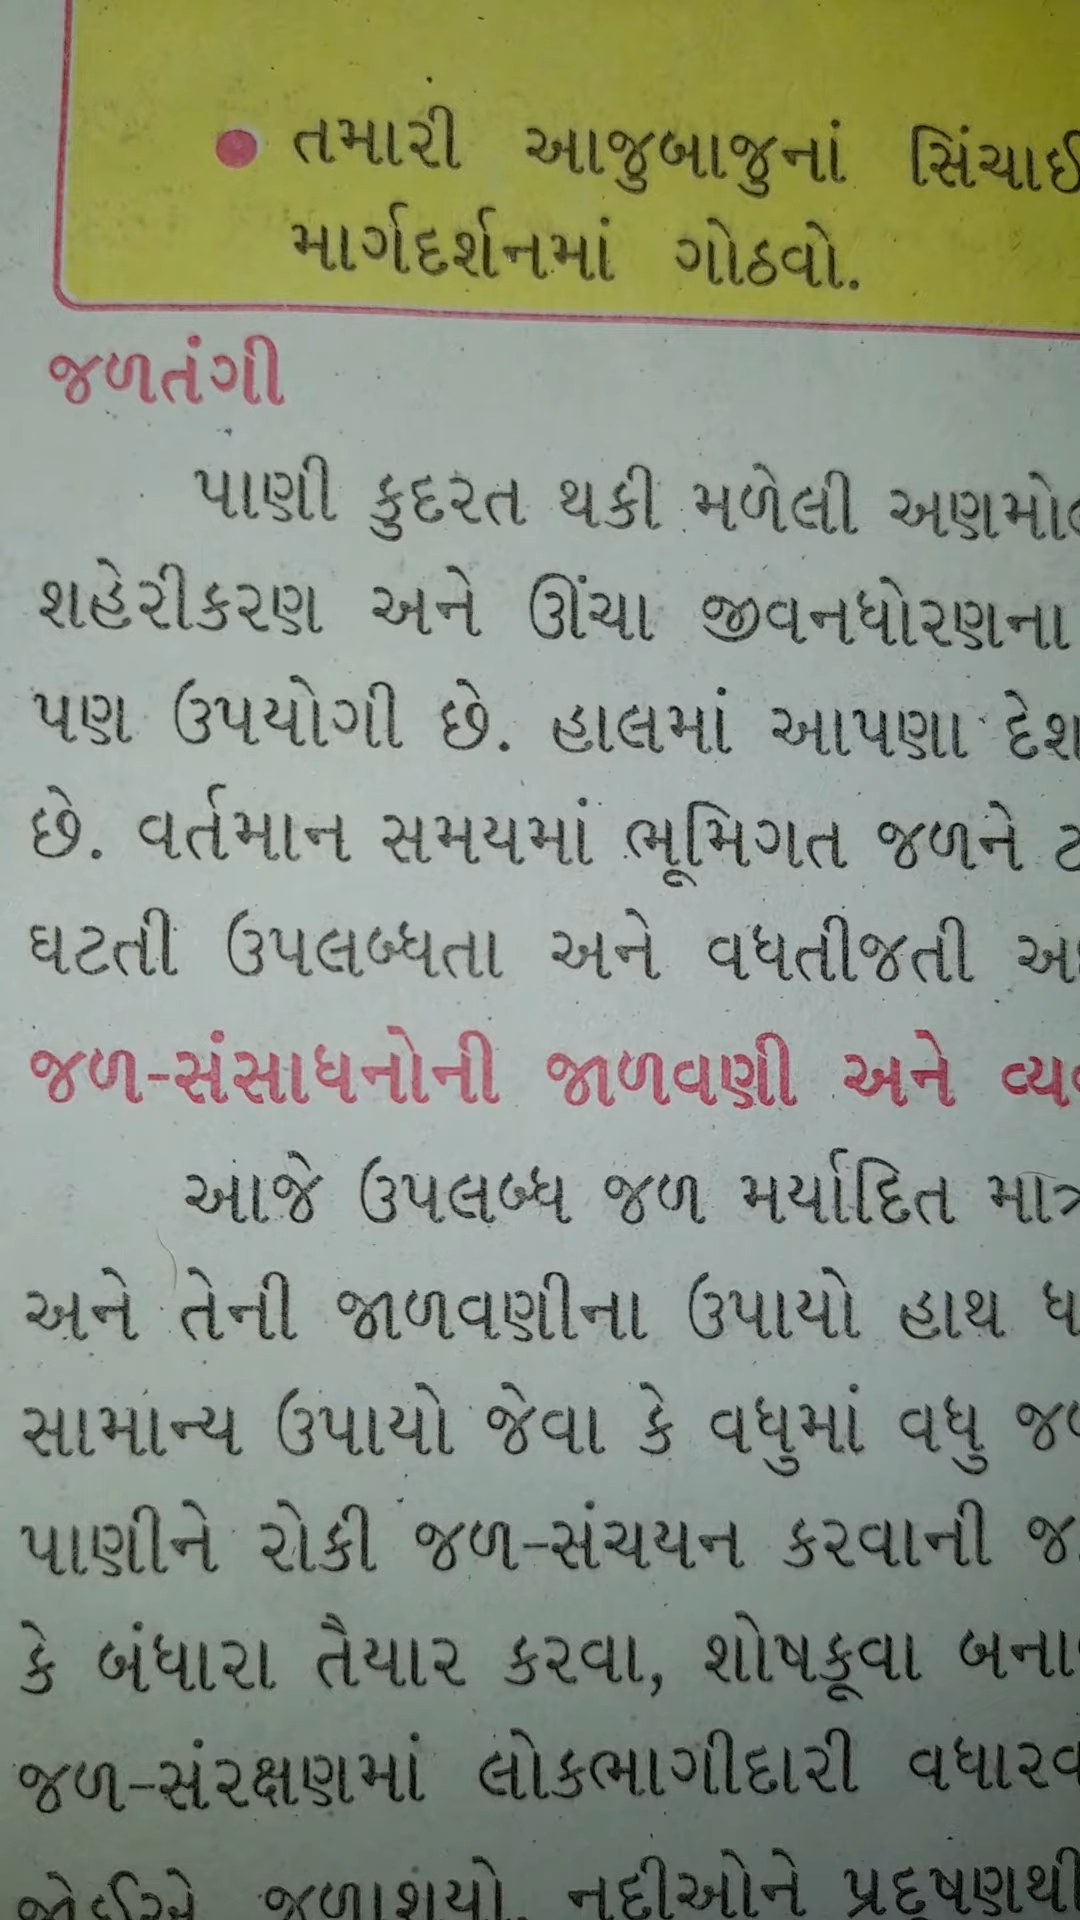 • તમારી આજુબાજુનાં સિંચાઈ
માર્ગદર્શનમાં ગોઠવો.
જળતંગી
પાણી કુદરત થકી મળેલી
શહેરીકરણ અને ઊંચા જીવનધોરણના
પણ ઉપયોગી છે. હાલમાં આપણા દેશ
છે. વર્તમાન સમયમાં ભૂમિગત જળને
ઘટતી ઉપલબ્ધતા અને વધતીજતી
જળ-સંસાધનોની જાળવણી અને
આજે ઉપલબ્ધ જળ મર્યાદિત
અને તેની જાળવણીના ઉપાયો હાથ
સામાન્ય ઉપાયો જેવા કે વધુમાં વધુ
પાણીને રોકી જળ-સંચયન કરવાની
કે બંધારા તૈયાર કરવા, શોષકૂવા
જળ-સંરક્ષણમાં લોકભાગીદારી
જોઈએ જળાશયો, નદીઓને પ્રદૂષણથી